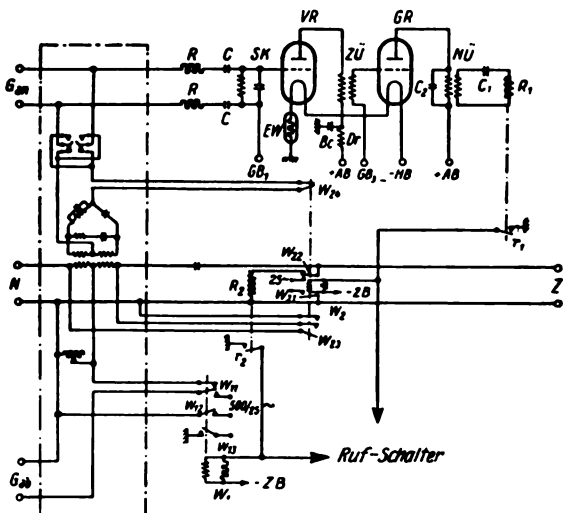 VR GR
R C SK ZÜ NÜ
G an
C₂ C₁ R₁
R
C
EW Bc Dr
GB₁ +AB GB₃ -HB +AB
W₂₄
r₁
W₂₂
N R₂ 25 Z
W₂₁ -ZB
W₂
W₂₃
r₂
W₁₁
W₁₂ 500/25 ~
W₁₃
Ruf-Schalter
G ab
W₁ -ZB